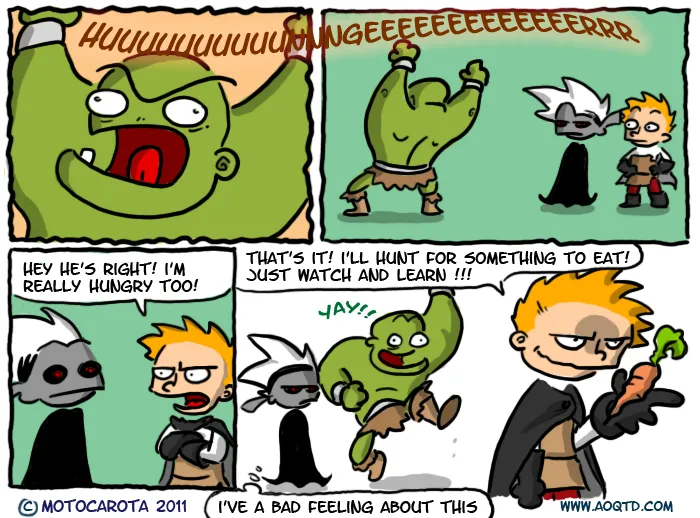 HUUUUUUUUUUUNNNGEEEEEEEEEEEEEEERRR
HEY HE'S RIGHT! I'M
REALLY HUNGRY TOO!
THAT'S IT! I'LL HUNT FOR SOMETHING TO EAT!
JUST WATCH AND LEARN !!!
YAY!!
I'VE A BAD FEELING ABOUT THIS
© MOTOCAROTA 2011
WWW.AOQTD.COM